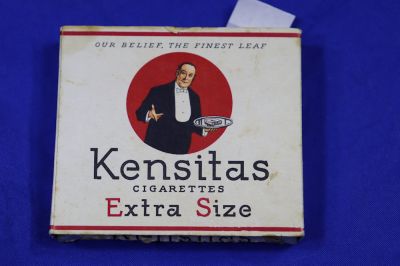 OUR BELIEF, THE FINEST LEAF
Kensitas
CIGARETTES
Extra Size